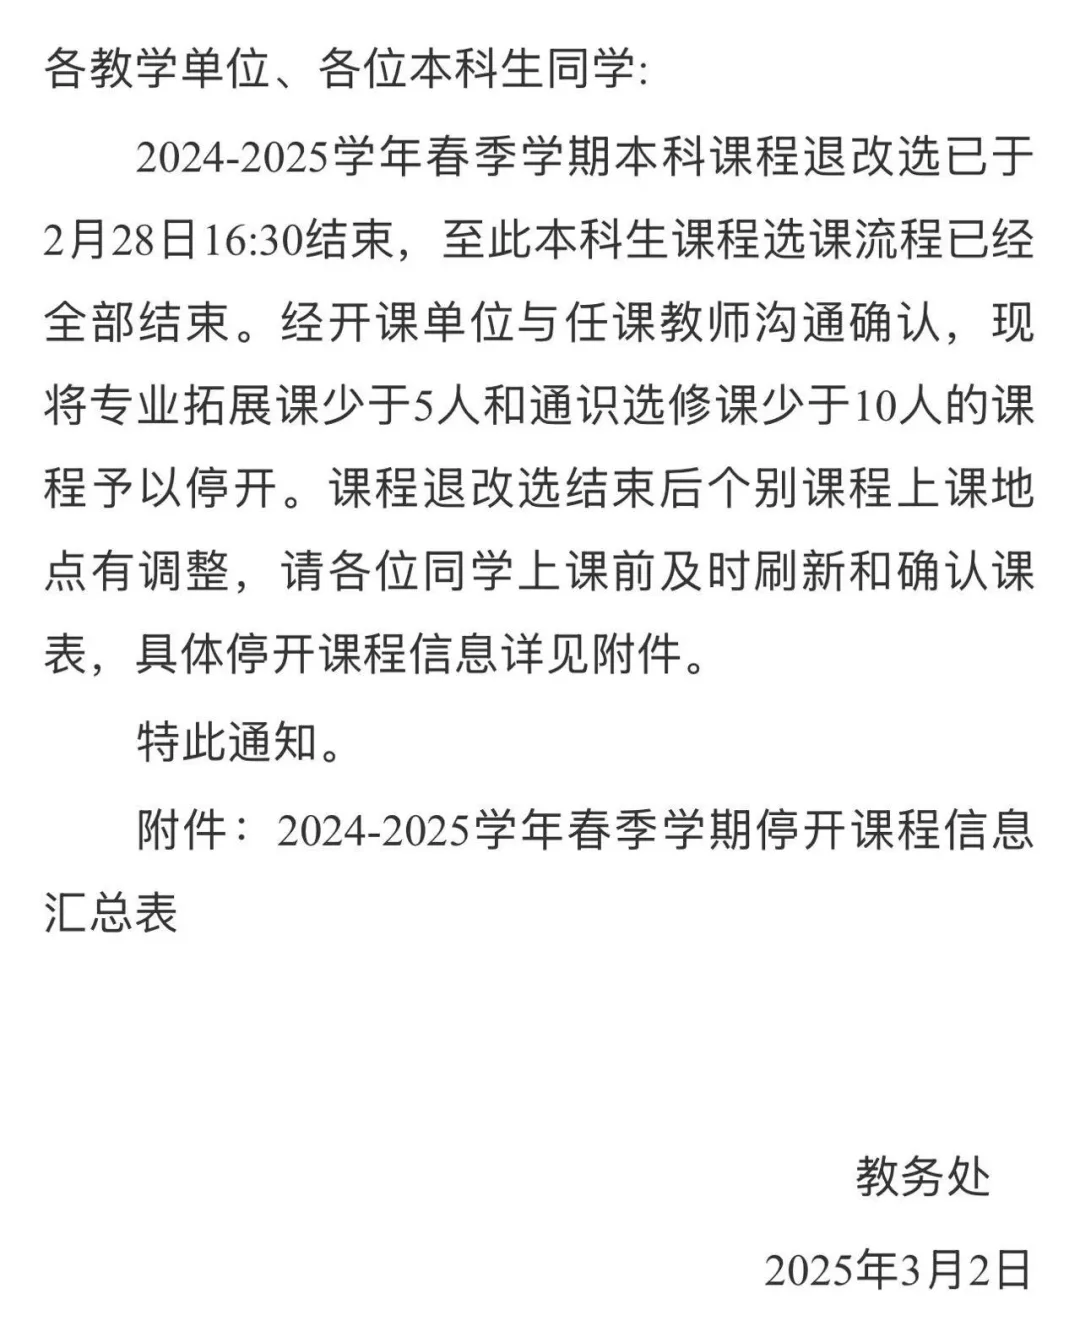 各教学单位、各位本科生同学:
2024-2025学年春季学期本科课程退改选已于
2月28日16:30结束，至此本科生课程选课流程已经
全部结束。经开课单位与任课教师沟通确认，现
将专业拓展课少于5人和通识选修课少于10人的课
程予以停开。课程退改选结束后个别课程上课地
点有调整，请各位同学上课前及时刷新和确认课
表，具体停开课程信息详见附件。
特此通知。
附件：2024-2025学年春季学期停开课程信息
汇总表
教务处
2025年3月2日